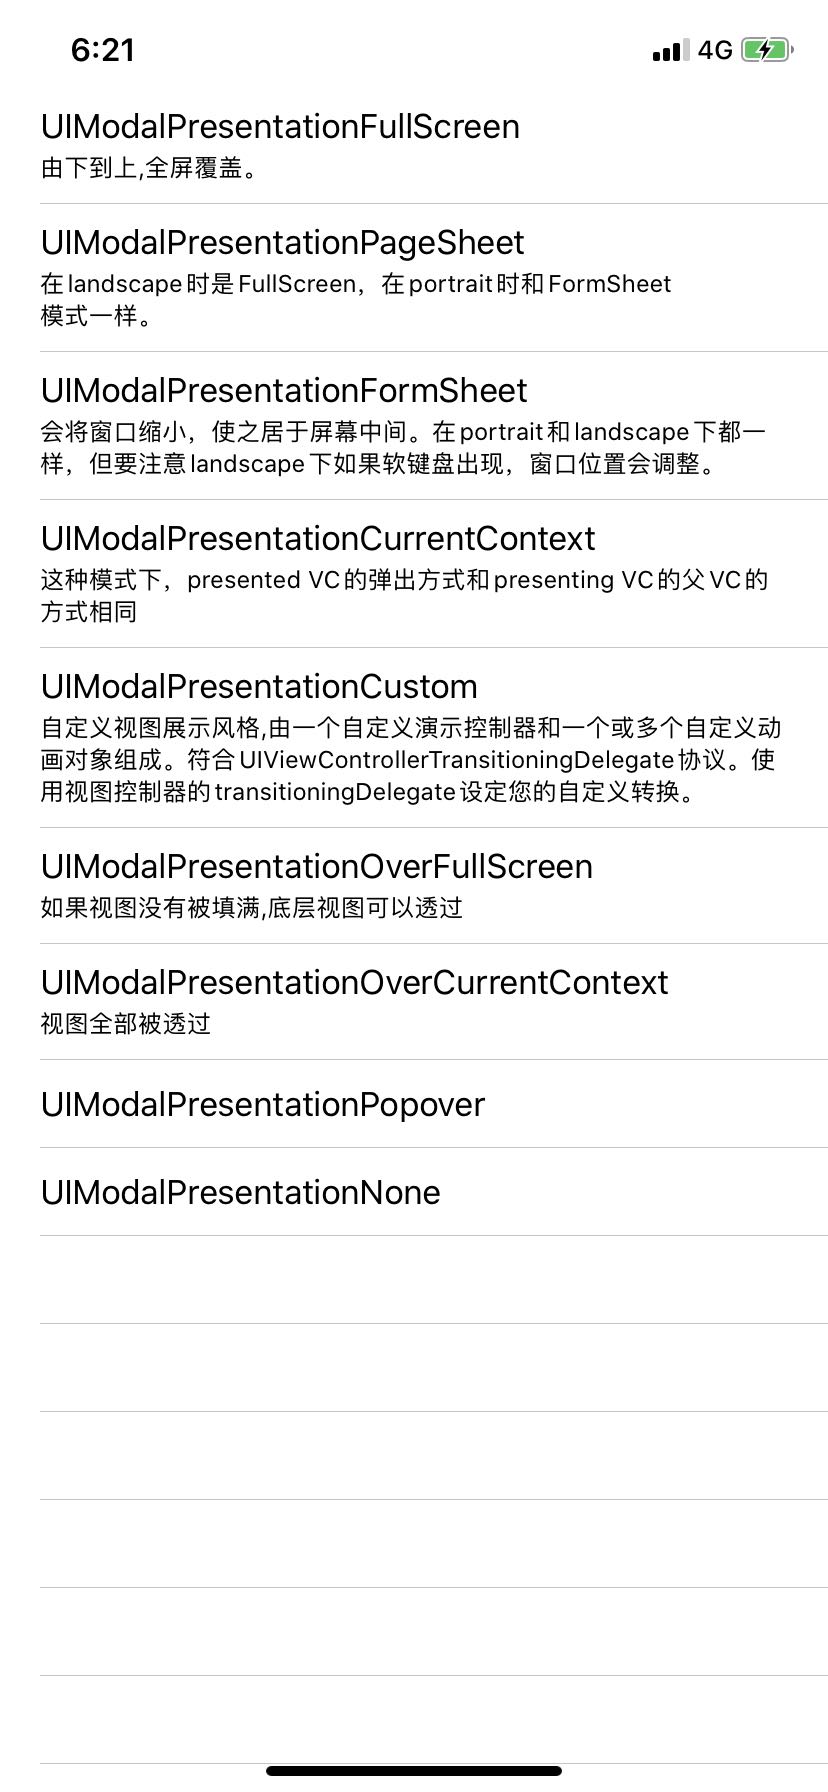 6:21
4G
UIModalPresentationFullScreen
由下到上,全屏覆盖。
UIModalPresentationPageSheet
在landscape时是FullScreen，在portrait时和FormSheet
模式一样。
UIModalPresentationFormSheet
会将窗口缩小，使之居于屏幕中间。在portrait和landscape下都一
样，但要注意landscape下如果软键盘出现，窗口位置会调整。
UIModalPresentationCurrentContext
这种模式下，presented VC的弹出方式和presenting VC的父VC的
方式相同
UIModalPresentationCustom
自定义视图展示风格,由一个自定义演示控制器和一个或多个自定义动
画对象组成。符合UIViewControllerTransitioningDelegate协议。使
用视图控制器的transitioningDelegate设定您的自定义转换。
UIModalPresentationOverFullScreen
如果视图没有被填满,底层视图可以透过
UIModalPresentationOverCurrentContext
视图全部被透过
UIModalPresentationPopover
UIModalPresentationNone